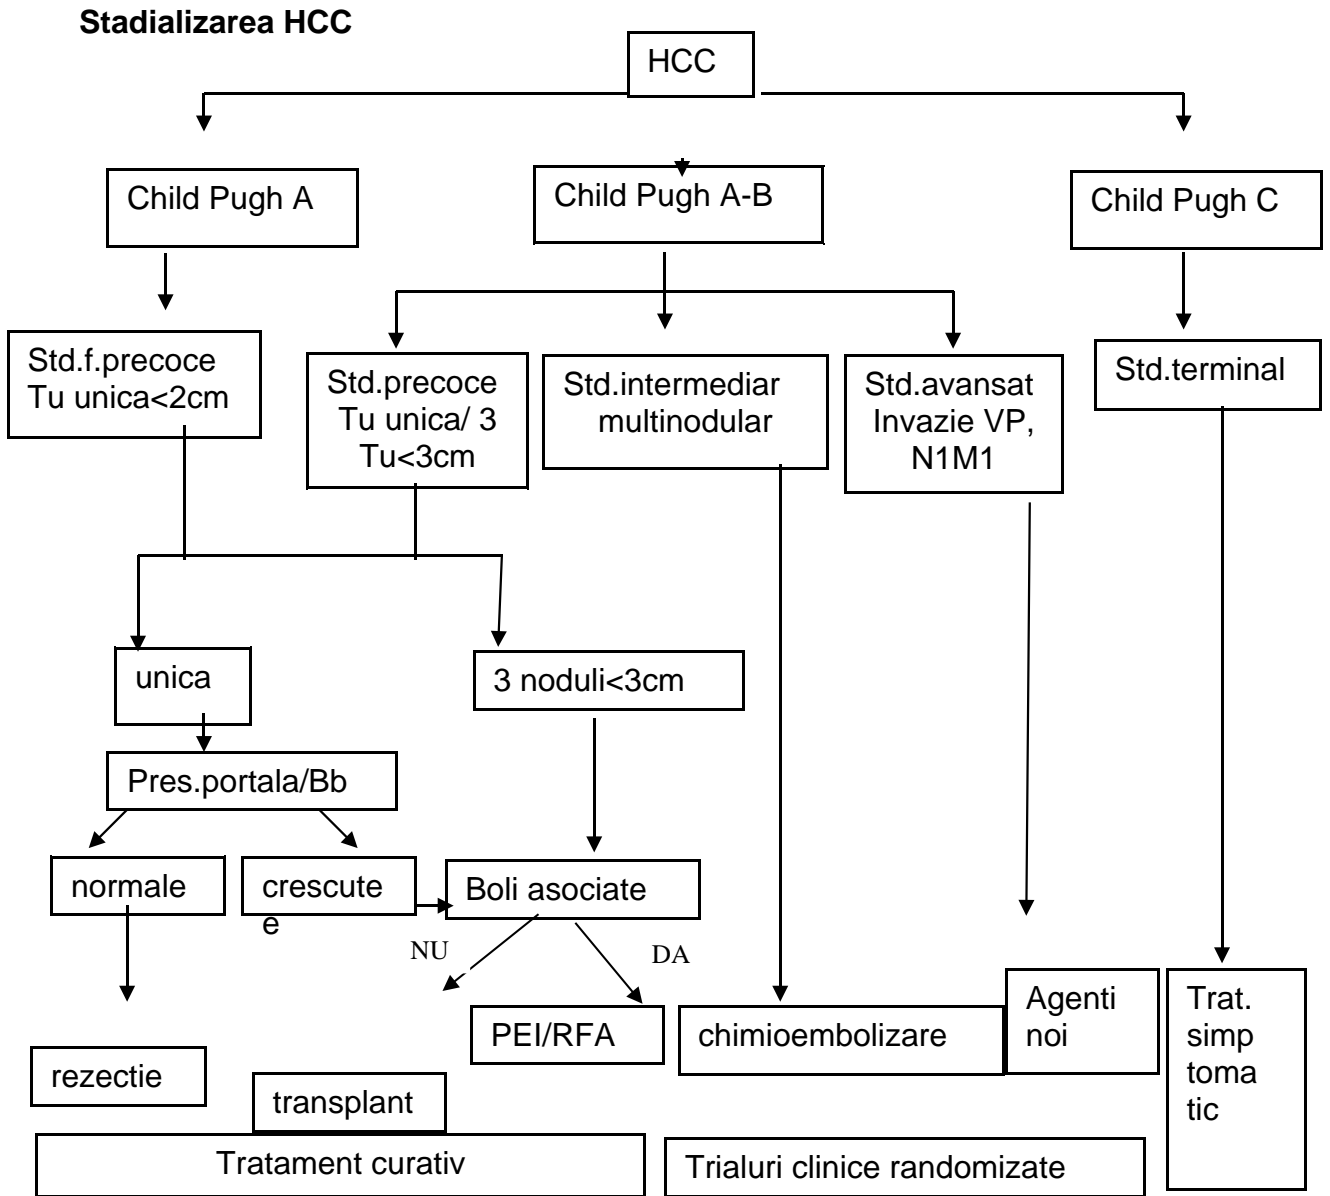 Stadializarea HCC
HCC
Child Pugh A
Child Pugh A-B
Child Pugh C
Std.f.precoce
Tu unica<2cm
Std.precoce
Tu unica/ 3
Tu<3cm
Std.intermediar
multinodular
Std.avansat
Invazie VP,
N1M1
Std.terminal
unica
3 noduli<3cm
Pres.portala/Bb
normale
crescute
e
Boli asociate
NU
DA
PEI/RFA
chimioembolizare
Agenti
noi
Trat.
simp
toma
tic
rezectie
transplant
Tratament curativ
Trialuri clinice randomizate